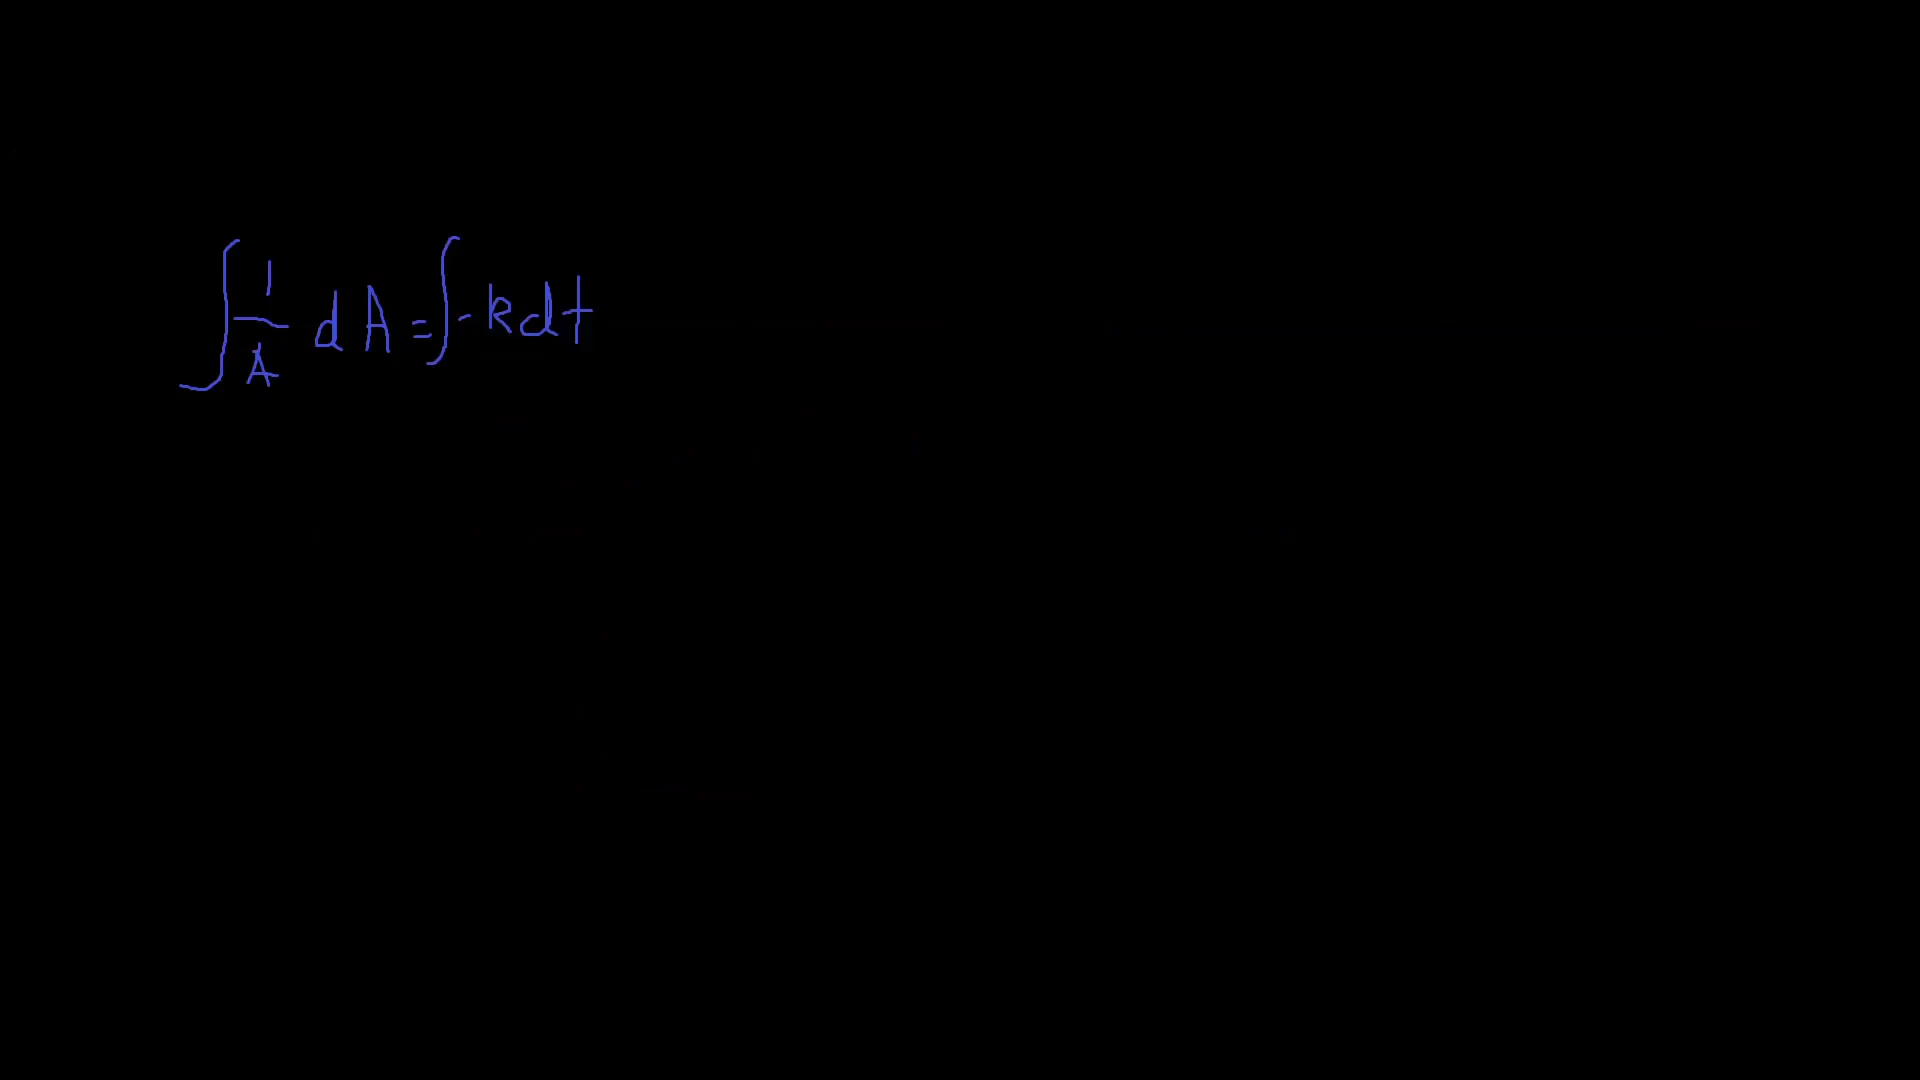 ∫ 1/A dA = ∫ -k dt